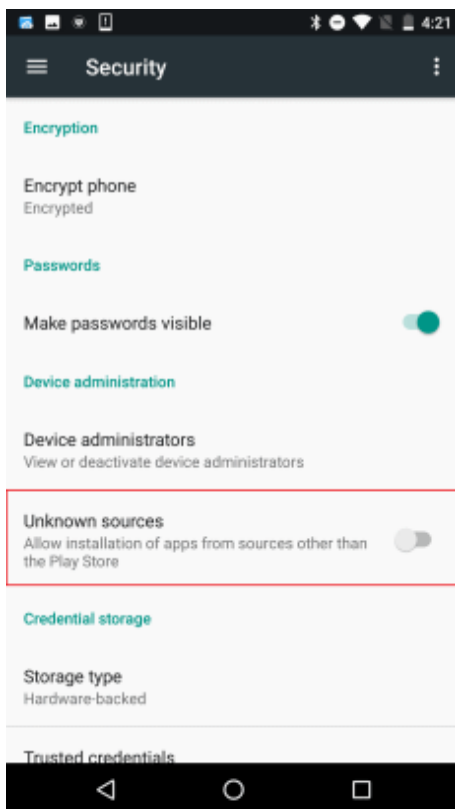 4:21
Security
Encryption
Encrypt phone
Encrypted
Passwords
Make passwords visible
Device administration
Device administrators
View or deactivate device administrators
Unknown sources
Allow installation of apps from sources other than
the Play Store
Credential storage
Storage type
Hardware-backed
Trusted credentials